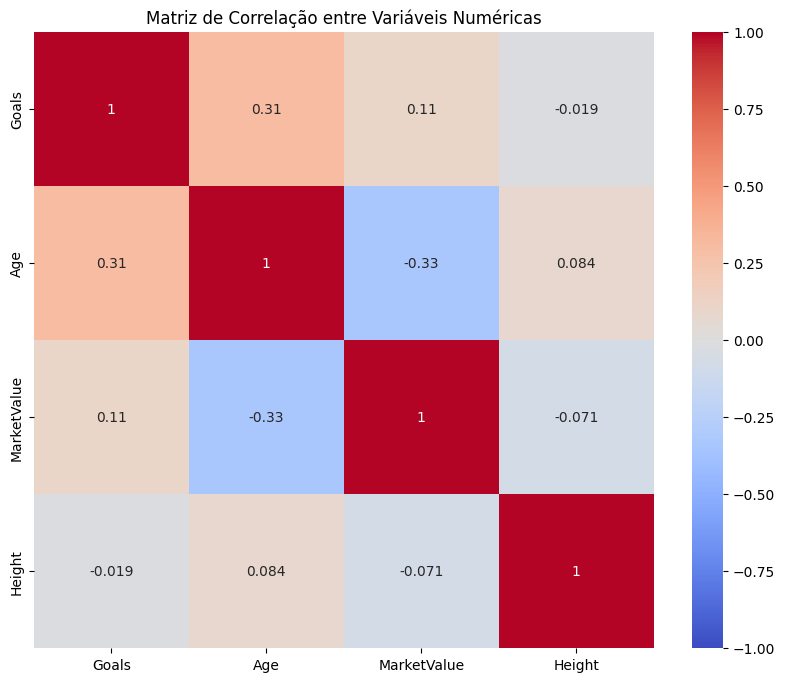 Matriz de Correlação entre Variáveis Numéricas
Goals
1
0.31
0.11
-0.019
Age
0.31
1
-0.33
0.084
MarketValue
0.11
-0.33
1
-0.071
Height
-0.019
0.084
-0.071
1
Goals
Age
MarketValue
Height
1.00
0.75
0.50
0.25
0.00
−0.25
−0.50
−0.75
−1.00